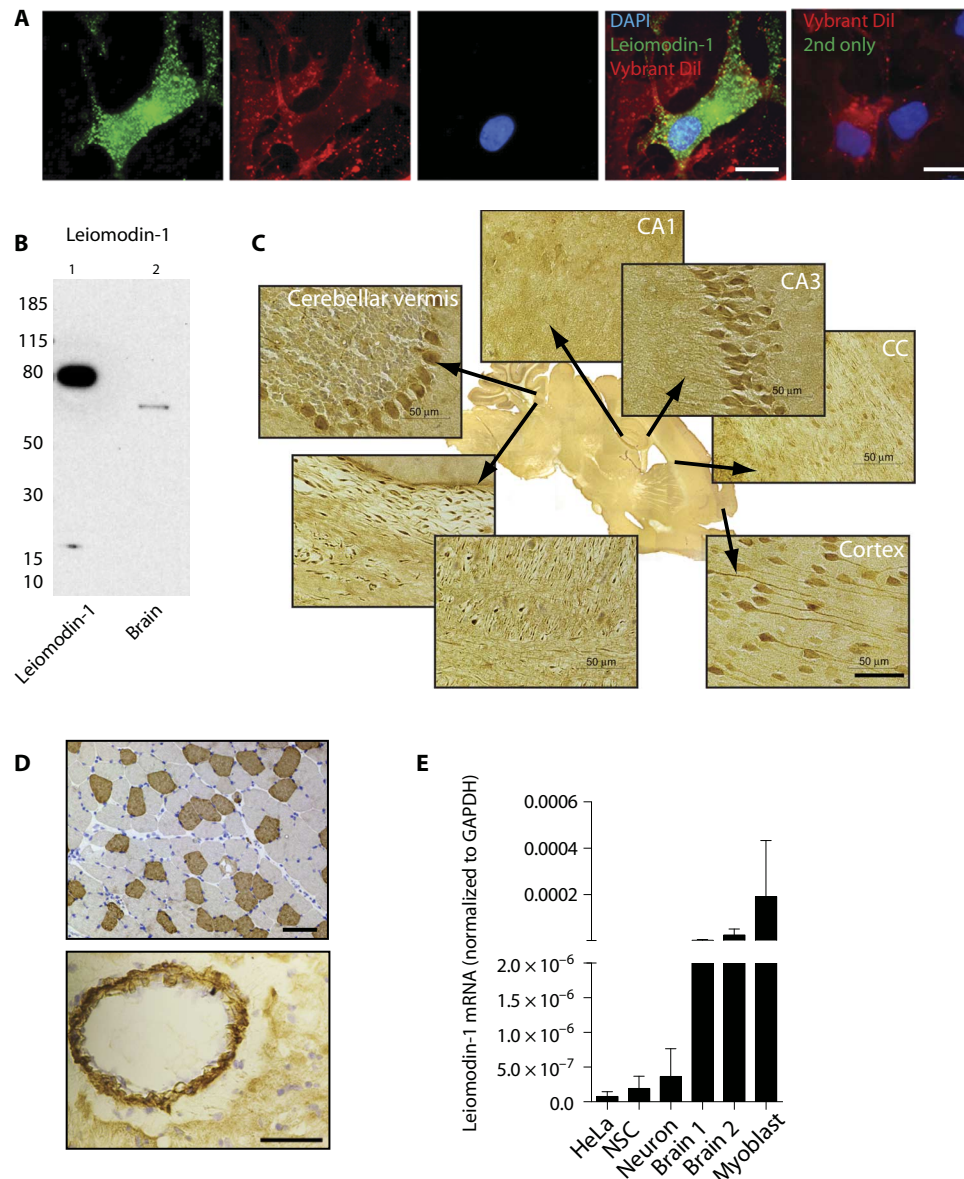 A
DAPI
Leiomodin-1
Vybrant DiI
Vybrant DiI
2nd only
B
Leiomodin-1
1 2
185
115
80
50
30
15
10
Leiomodin-1
Brain
C
CA1
CA3
Cerebellar vermis
CC
50 µm
50 µm
50 µm
50 µm
Cortex
50 µm
D
E
Leiomodin-1 mRNA (normalized to GAPDH)
0.0006
0.0004
0.0002
2.0 × 10⁻⁶
1.5 × 10⁻⁶
1.0 × 10⁻⁶
5.0 × 10⁻⁷
0.0
HeLa
NSC
Neuron
Brain 1
Brain 2
Myoblast